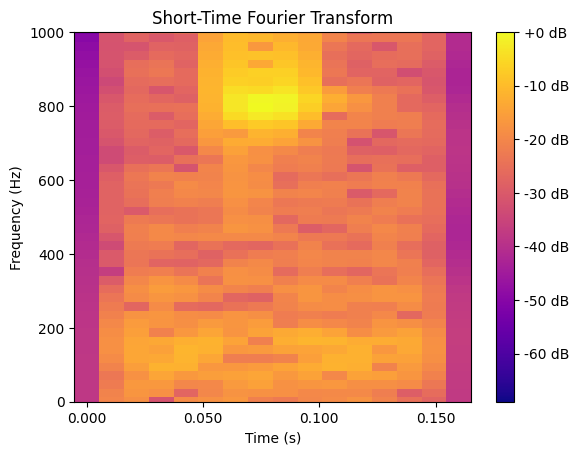 Short-Time Fourier Transform
1000
800
600
400
200
0
Frequency (Hz)
0.000
0.050
0.100
0.150
Time (s)
+0 dB
-10 dB
-20 dB
-30 dB
-40 dB
-50 dB
-60 dB